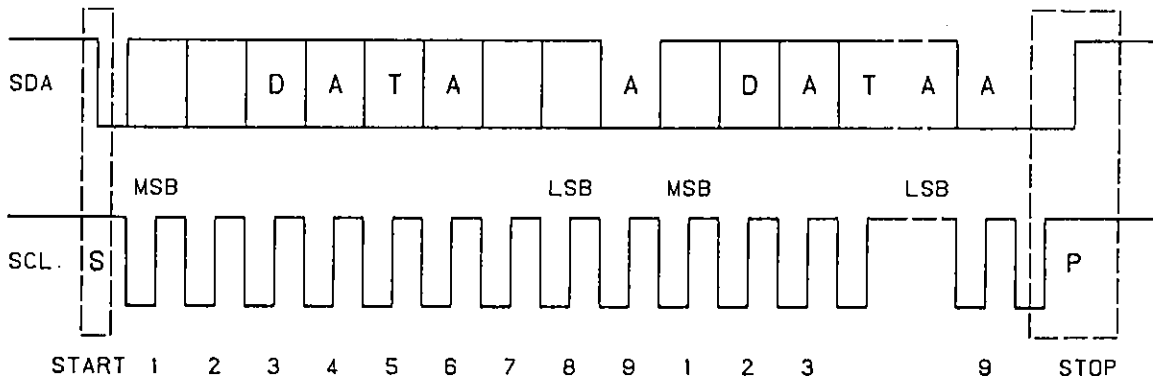 SDA D A T A A D A T A A
MSB LSB MSB LSB
SCL. S P
START 1 2 3 4 5 6 7 8 9 1 2 3 9 STOP